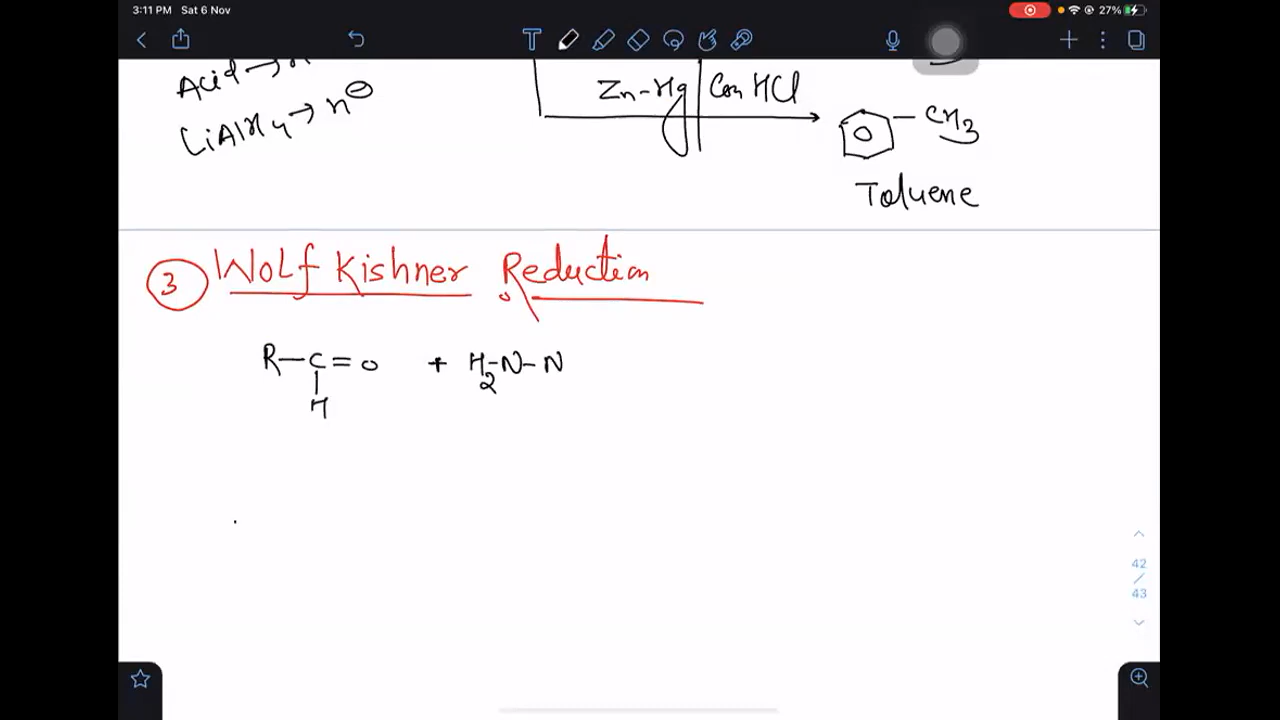 3:11 PM Sat 6 Nov
27%
Acid →
LiAlH4 → n⊖
Zn-Hg | Con HCl
CH3
Toluene
3 Wolf Kishner Reduction
R-C=O + H2N-N
H
42
/
43